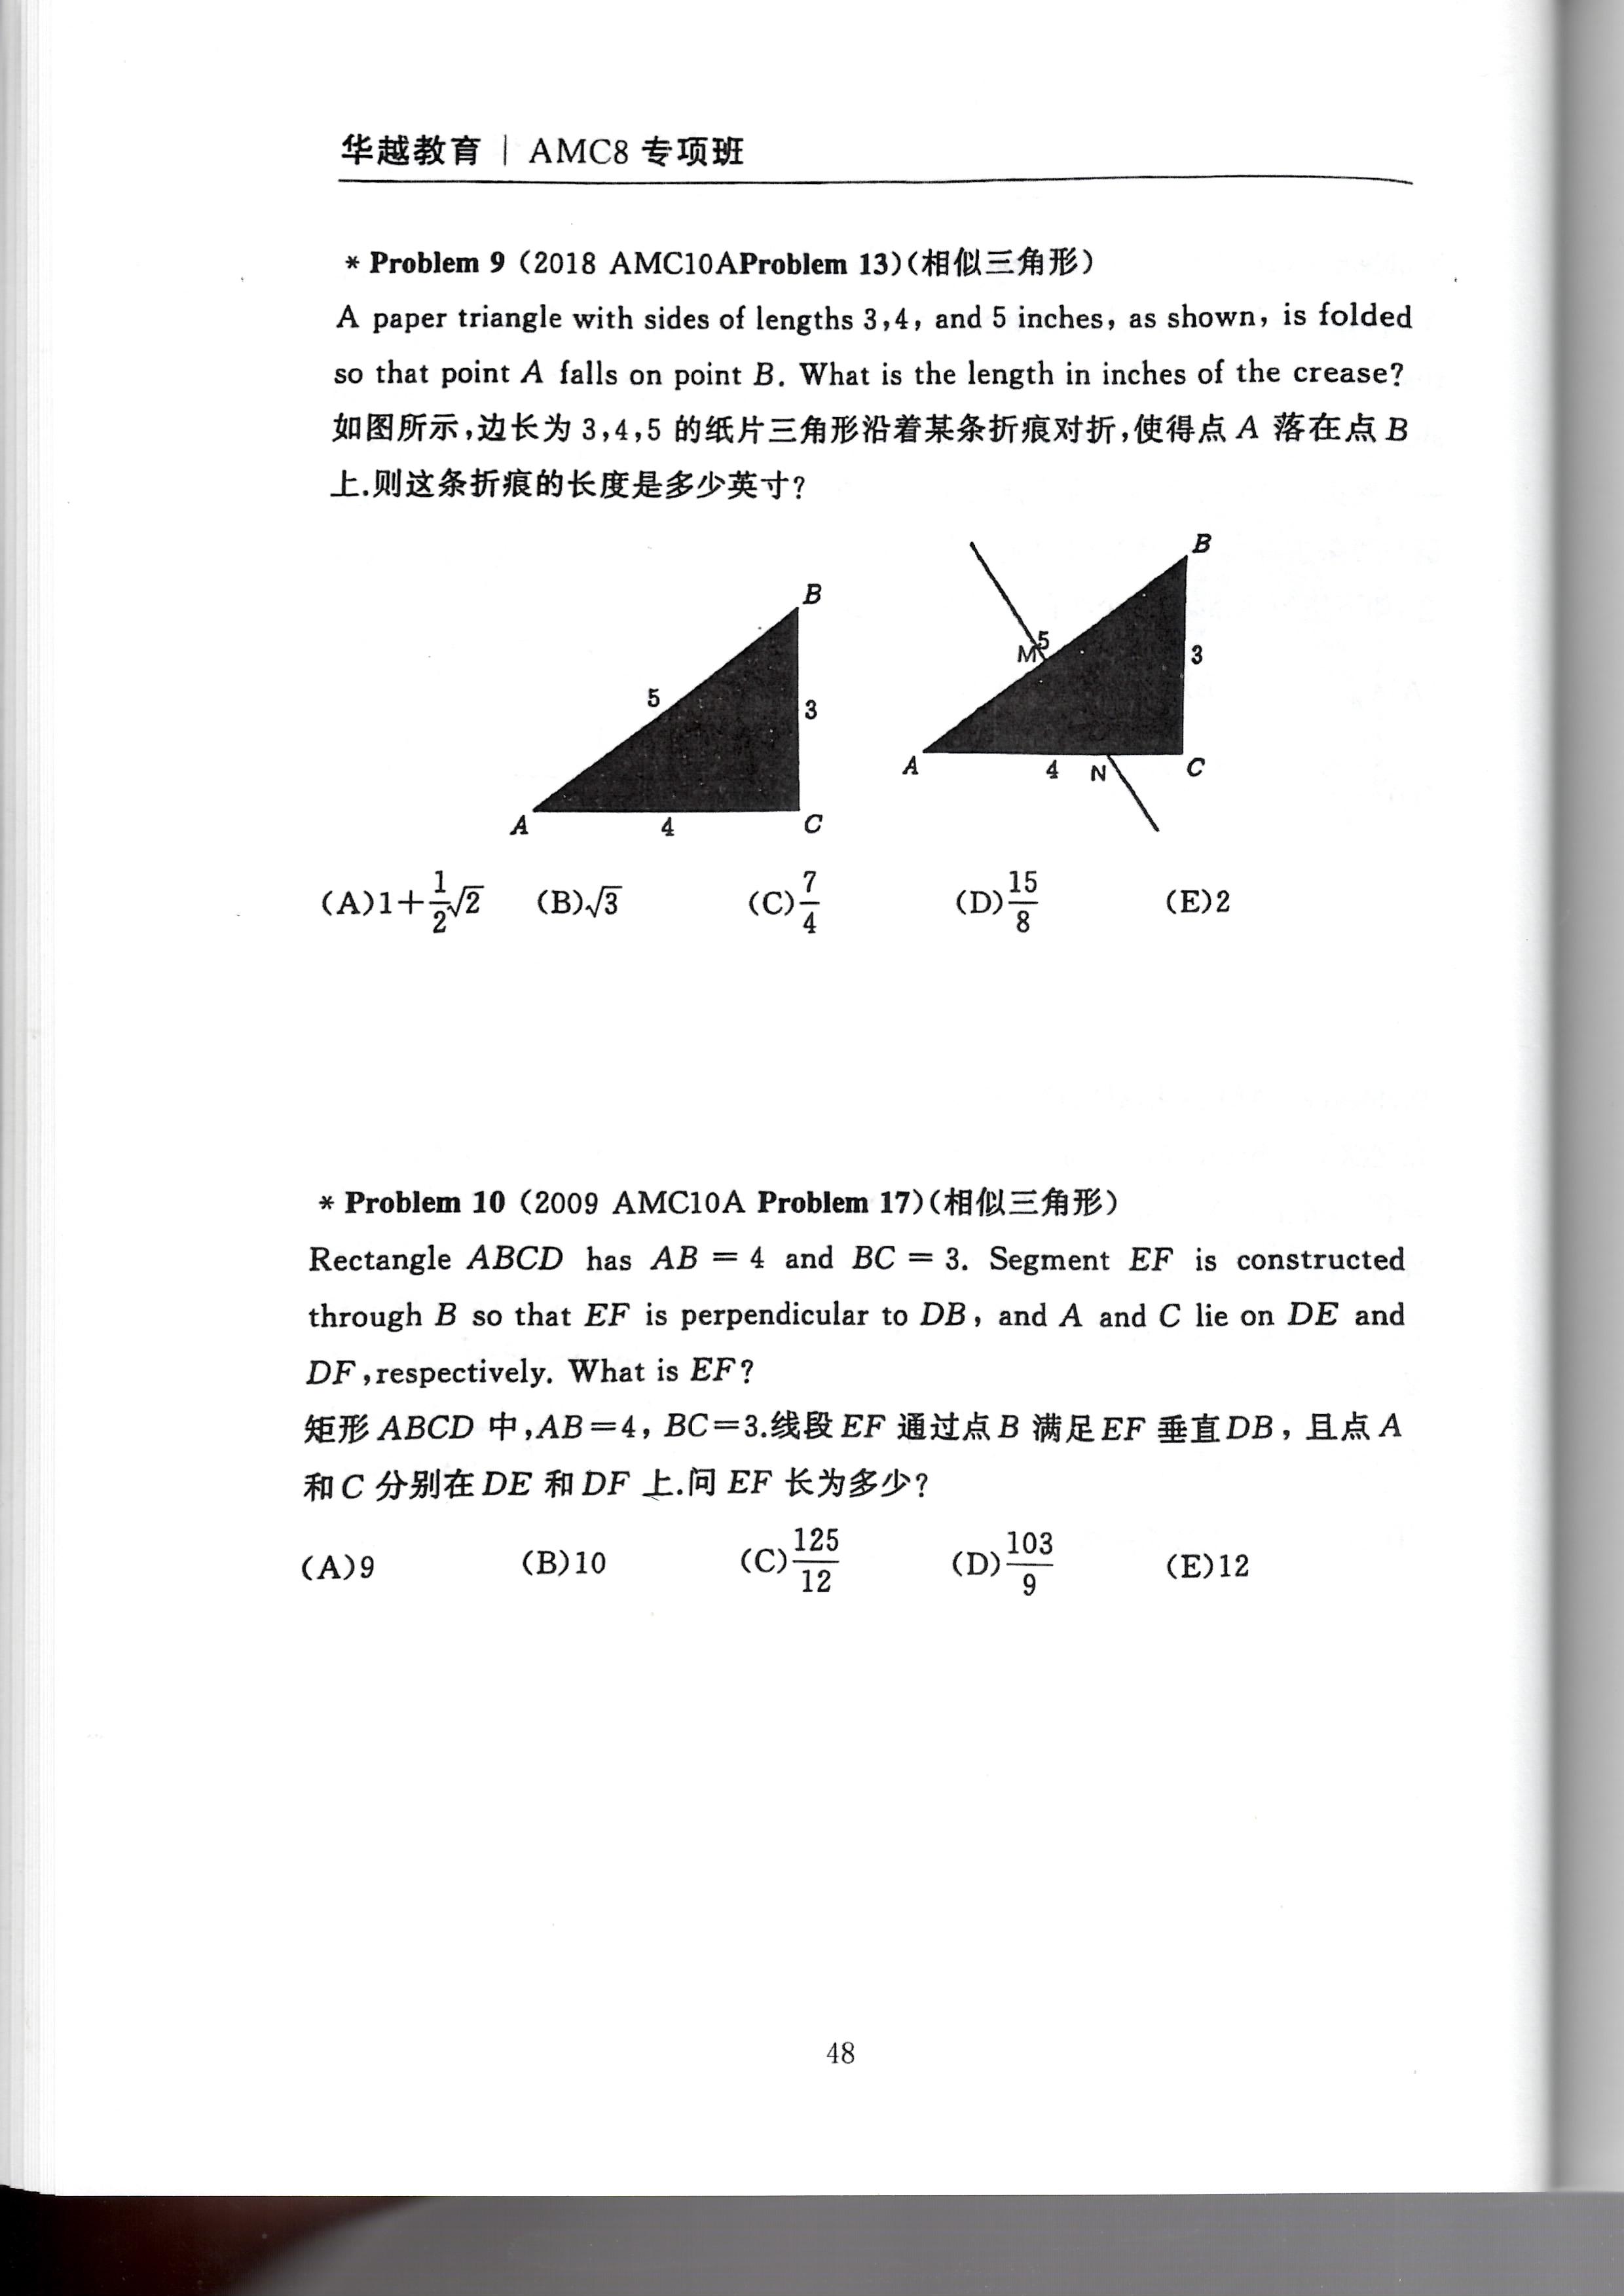 华越教育 | AMC8 专项班
* Problem 9 (2018 AMC10AProblem 13)(相似三角形)
A paper triangle with sides of lengths 3,4, and 5 inches, as shown, is folded
so that point A falls on point B. What is the length in inches of the crease?
如图所示,边长为 3,4,5 的纸片三角形沿着某条折痕对折,使得点 A 落在点 B
上.则这条折痕的长度是多少英寸?
B
5
3
A
4
C
B
M
5
3
A
4
N
C
(A)1+\frac{1}{2}√2 (B)√3 (C)\frac{7}{4} (D)\frac{15}{8} (E)2
* Problem 10 (2009 AMC10A Problem 17)(相似三角形)
Rectangle ABCD has AB = 4 and BC = 3. Segment EF is constructed
through B so that EF is perpendicular to DB, and A and C lie on DE and
DF,respectively. What is EF?
矩形 ABCD 中,AB=4, BC=3.线段 EF 通过点 B 满足 EF 垂直 DB, 且点 A
和 C 分别在 DE 和 DF 上.问 EF 长为多少?
(A)9 (B)10 (C)\frac{125}{12} (D)\frac{103}{9} (E)12
48